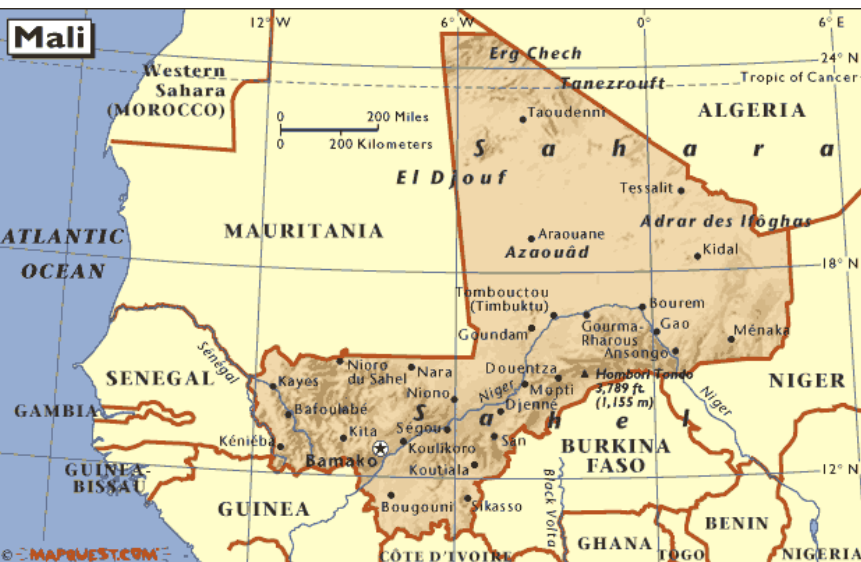 Mali
12° W
6° W
0°
6° E
24° N
Erg Chech
Tanezrouft
Tropic of Cancer
Western
Sahara
(MOROCCO)
0
200 Miles
0
200 Kilometers
Taoudenni
ALGERIA
S a h a r a
El Djouf
Tessalit
Adrar des Ifôghas
MAURITANIA
Araouane
Azaouâd
Kidal
ATLANTIC
OCEAN
18° N
Tombouctou
(Timbuktu)
Bourem
Goundam
Gourma-
Rharous
Gao
Ansongo
Ménaka
Sénégal
Nioro
du Sahel
Nara
Douentza
Hombori Tondo
3,789 ft.
(1,155 m)
SENEGAL
Kayes
Niono
Niger
Mopti
NIGER
Niger
GAMBIA
Bafoulabé
S a h e l
Djenné
Kéniéba
Kita
Ségou
Koulikoro
San
BURKINA
FASO
Bamako
Koutiala
GUINEA-
BISSAU
12° N
GUINEA
Bougouni
Sikasso
Black Volta
BENIN
GHANA
TOGO
NIGERIA
CÔTE D'IVOIRE
© MAPQUEST.COM